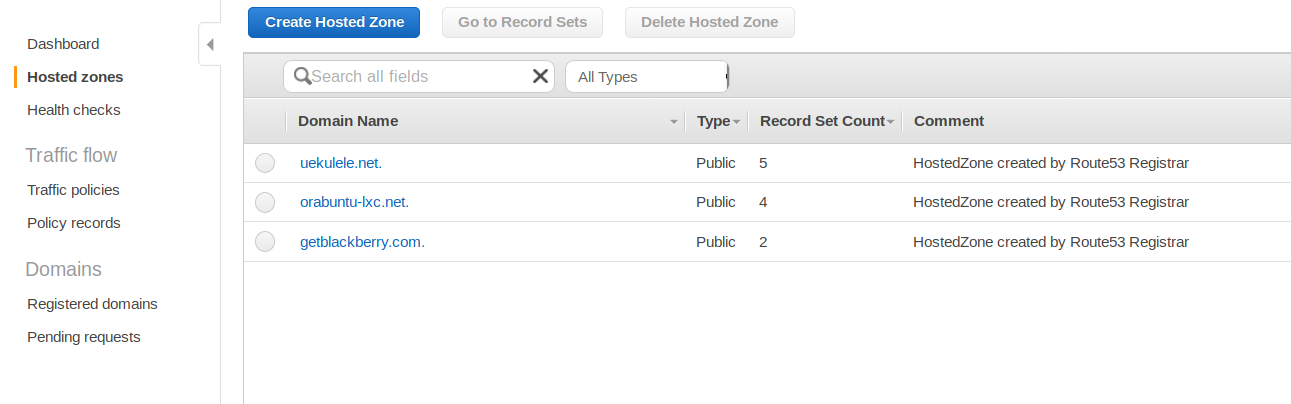 Create Hosted Zone Go to Record Sets Delete Hosted Zone
Dashboard
Hosted zones
Health checks
Traffic flow
Traffic policies
Policy records
Domains
Registered domains
Pending requests
Search all fields All Types
Domain Name Type Record Set Count Comment
uekulele.net. Public 5 HostedZone created by Route53 Registrar
orabuntu-lxc.net. Public 4 HostedZone created by Route53 Registrar
getblackberry.com. Public 2 HostedZone created by Route53 Registrar